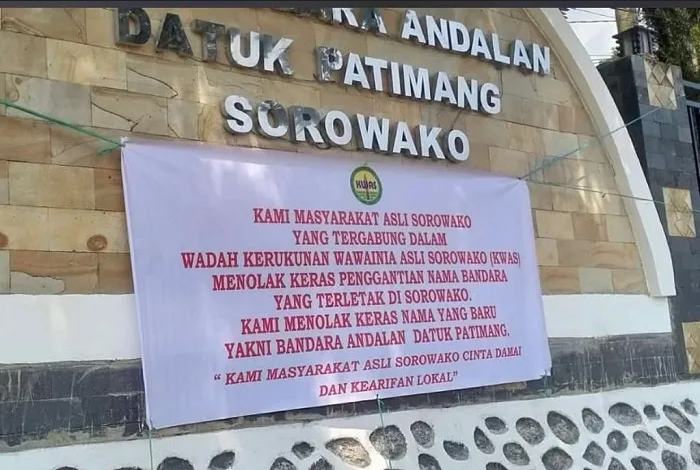 ANDALAN
DATUK PATIMANG
SOROWAKO
KWAS
KAMI MASYARAKAT ASLI SOROWAKO
YANG TERGABUNG DALAM
WADAH KERUKUNAN WAWAINIA ASLI SOROWAKO (KWAS)
MENOLAK KERAS PENGGANTIAN NAMA BANDARA
YANG TERLETAK DI SOROWAKO.
KAMI MENOLAK KERAS NAMA YANG BARU
YAKNI BANDARA ANDALAN DATUK PATIMANG.
" KAMI MASYARAKAT ASLI SOROWAKO CINTA DAMAI
DAN KEARIFAN LOKAL"